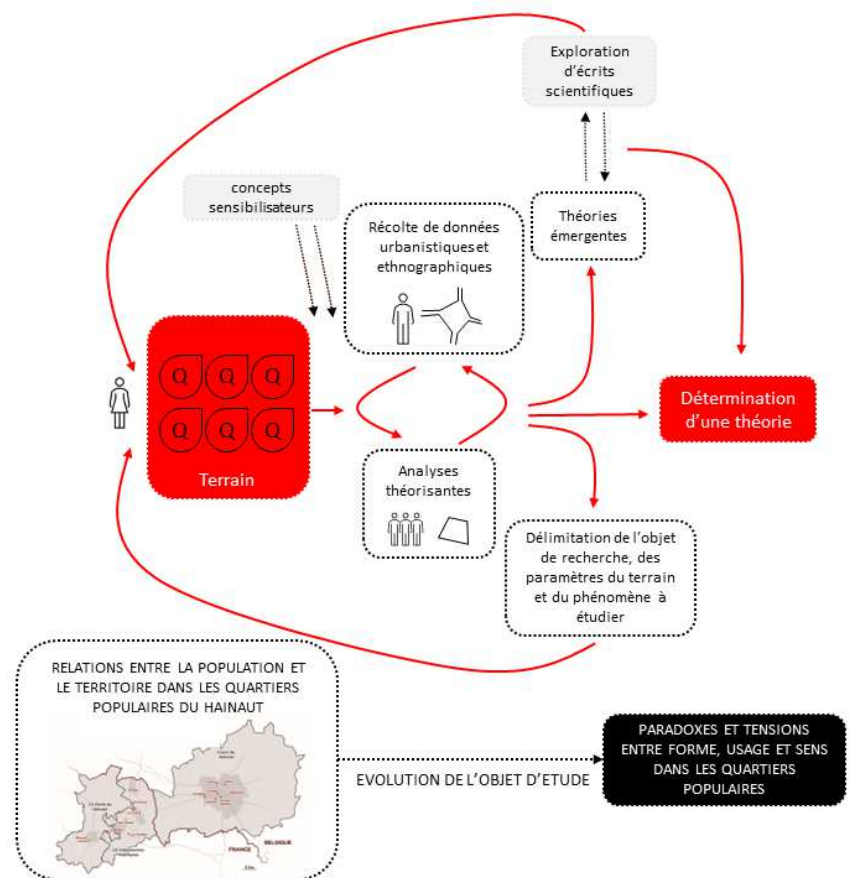 Exploration
d'écrits
scientifiques
concepts
sensibilisateurs
Récolte de données
urbanistiques et
ethnographiques
Théories
émergentes
Q Q Q
Q Q Q
Terrain
Détermination
d'une théorie
Analyses
théorisantes
Délimitation de l'objet
de recherche, des
paramètres du terrain
et du phénomène à
étudier
RELATIONS ENTRE LA POPULATION ET
LE TERRITOIRE DANS LES QUARTIERS
POPULAIRES DU HAINAUT
FRANCE
BELGIQUE
EVOLUTION DE L'OBJET D'ETUDE
PARADOXES ET TENSIONS
ENTRE FORME, USAGE ET SENS
DANS LES QUARTIERS
POPULAIRES